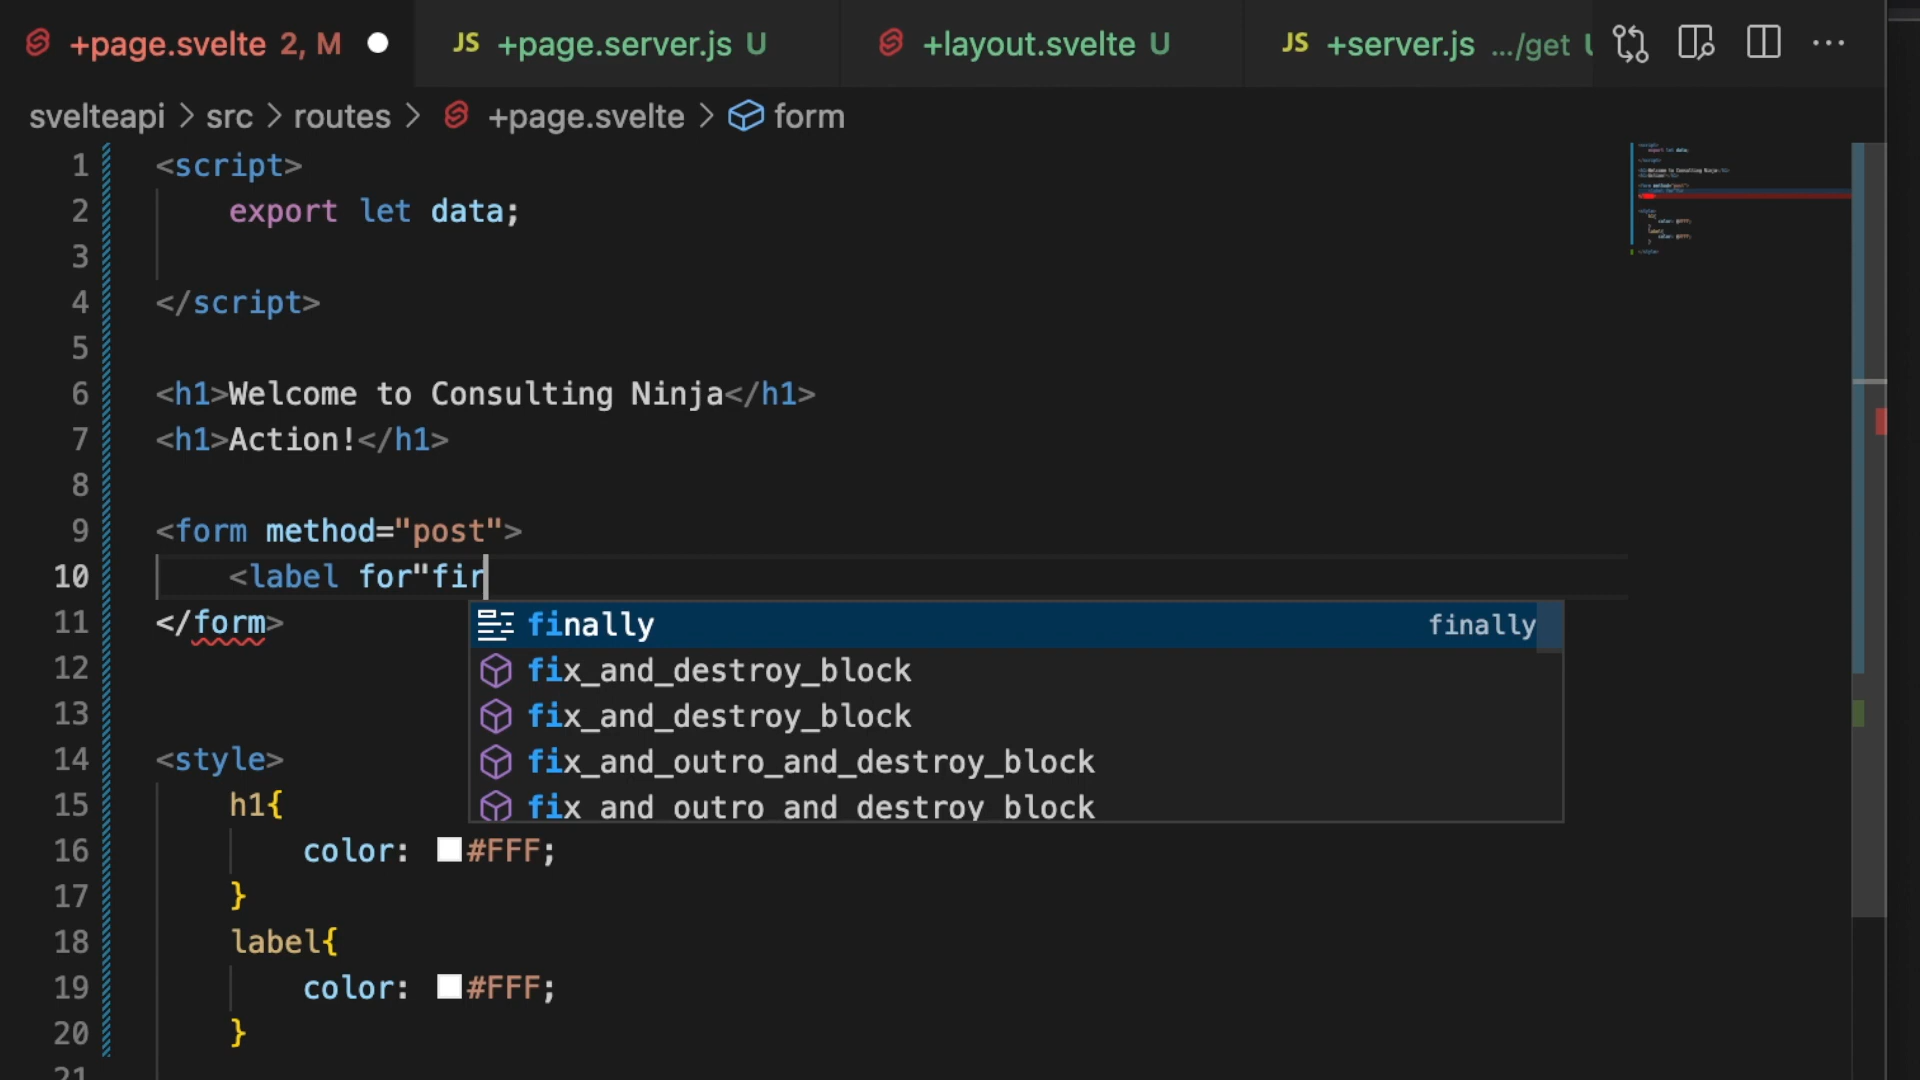 +page.svelte 2, M
JS +page.server.js U
+layout.svelte U
JS +server.js .../get
svelteapi > src > routes > +page.svelte > form
1 <script>
2 export let data;
3
4 </script>
5
6 <h1>Welcome to Consulting Ninja</h1>
7 <h1>Action!</h1>
8
9 <form method="post">
10 <label for"fir
11 </form>
finally finally
fix_and_destroy_block
fix_and_destroy_block
fix_and_outro_and_destroy_block
fix_and_outro_and_destroy_block
12
13
14 <style>
15 h1{
16 color: #FFF;
17 }
18 label{
19 color: #FFF;
20 }
21